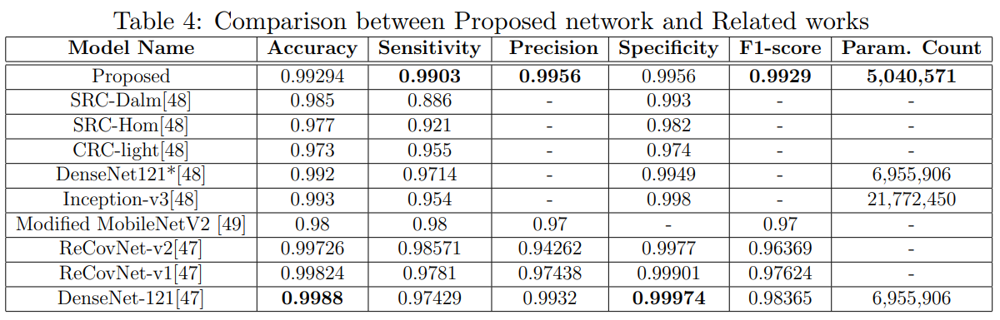 Table 4: Comparison between Proposed network and Related works
Model Name Accuracy Sensitivity Precision Specificity F1-score Param. Count
Proposed 0.99294 0.9903 0.9956 0.9956 0.9929 5,040,571
SRC-Dalm[48] 0.985 0.886 - 0.993 - -
SRC-Hom[48] 0.977 0.921 - 0.982 - -
CRC-light[48] 0.973 0.955 - 0.974 - -
DenseNet121*[48] 0.992 0.9714 - 0.9949 - 6,955,906
Inception-v3[48] 0.993 0.954 - 0.998 - 21,772,450
Modified MobileNetV2 [49] 0.98 0.98 0.97 - 0.97 -
ReCovNet-v2[47] 0.99726 0.98571 0.94262 0.9977 0.96369 -
ReCovNet-v1[47] 0.99824 0.9781 0.97438 0.99901 0.97624 -
DenseNet-121[47] 0.9988 0.97429 0.9932 0.99974 0.98365 6,955,906